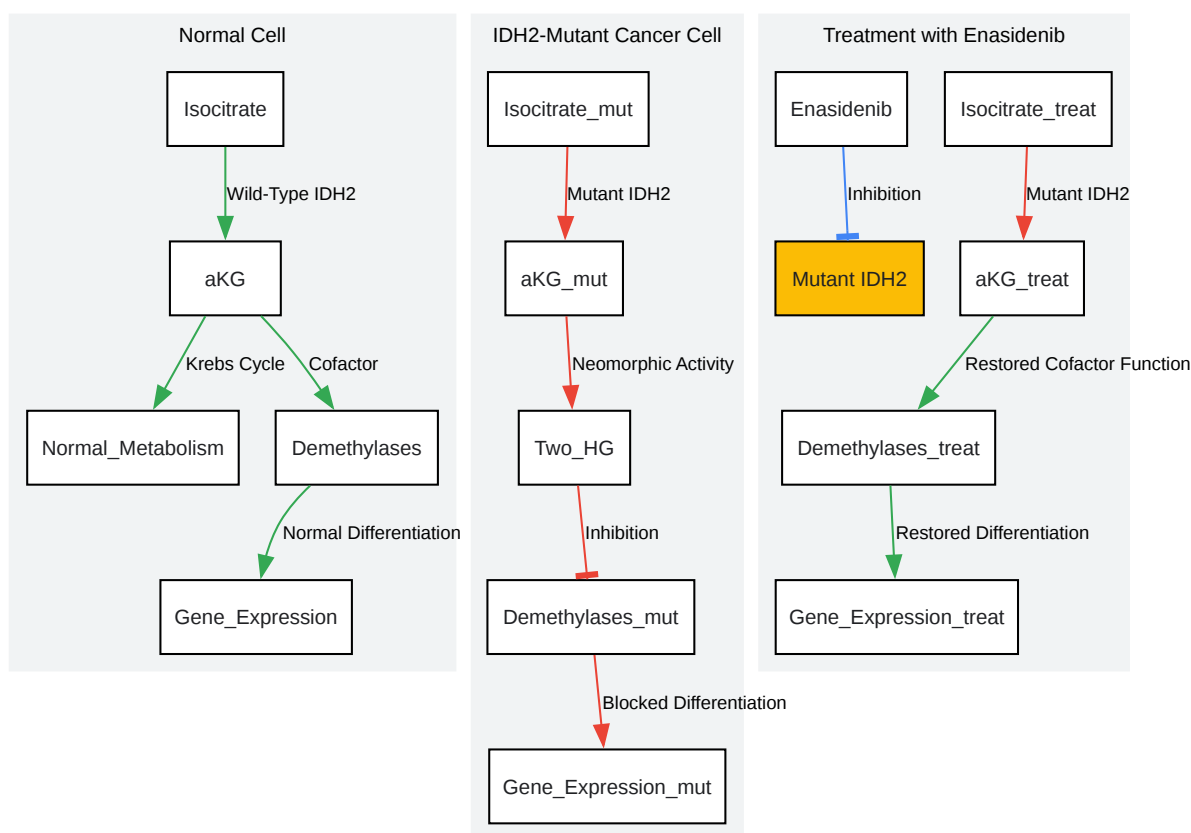 Normal Cell
Isocitrate
Wild-Type IDH2
aKG
Krebs Cycle
Cofactor
Normal_Metabolism
Demethylases
Normal Differentiation
Gene_Expression
IDH2-Mutant Cancer Cell
Isocitrate_mut
Mutant IDH2
aKG_mut
Neomorphic Activity
Two_HG
Inhibition
Demethylases_mut
Blocked Differentiation
Gene_Expression_mut
Treatment with Enasidenib
Enasidenib
Isocitrate_treat
Inhibition
Mutant IDH2
Mutant IDH2
aKG_treat
Restored Cofactor Function
Demethylases_treat
Restored Differentiation
Gene_Expression_treat